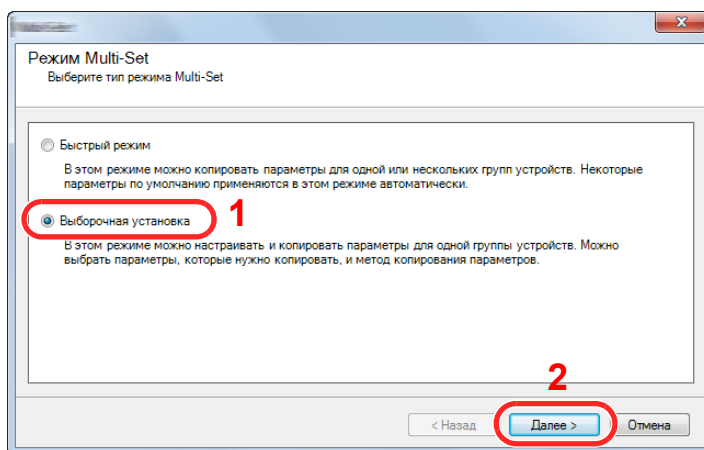 Режим Multi-Set
Выберите тип режима Multi-Set
Быстрый режим
В этом режиме можно копировать параметры для одной или нескольких групп устройств. Некоторые
параметры по умолчанию применяются в этом режиме автоматически.
Выборочная установка 1
В этом режиме можно настраивать и копировать параметры для одной группы устройств. Можно
выбрать параметры, которые нужно копировать, и метод копирования параметров.
2
< Назад Далее > Отмена